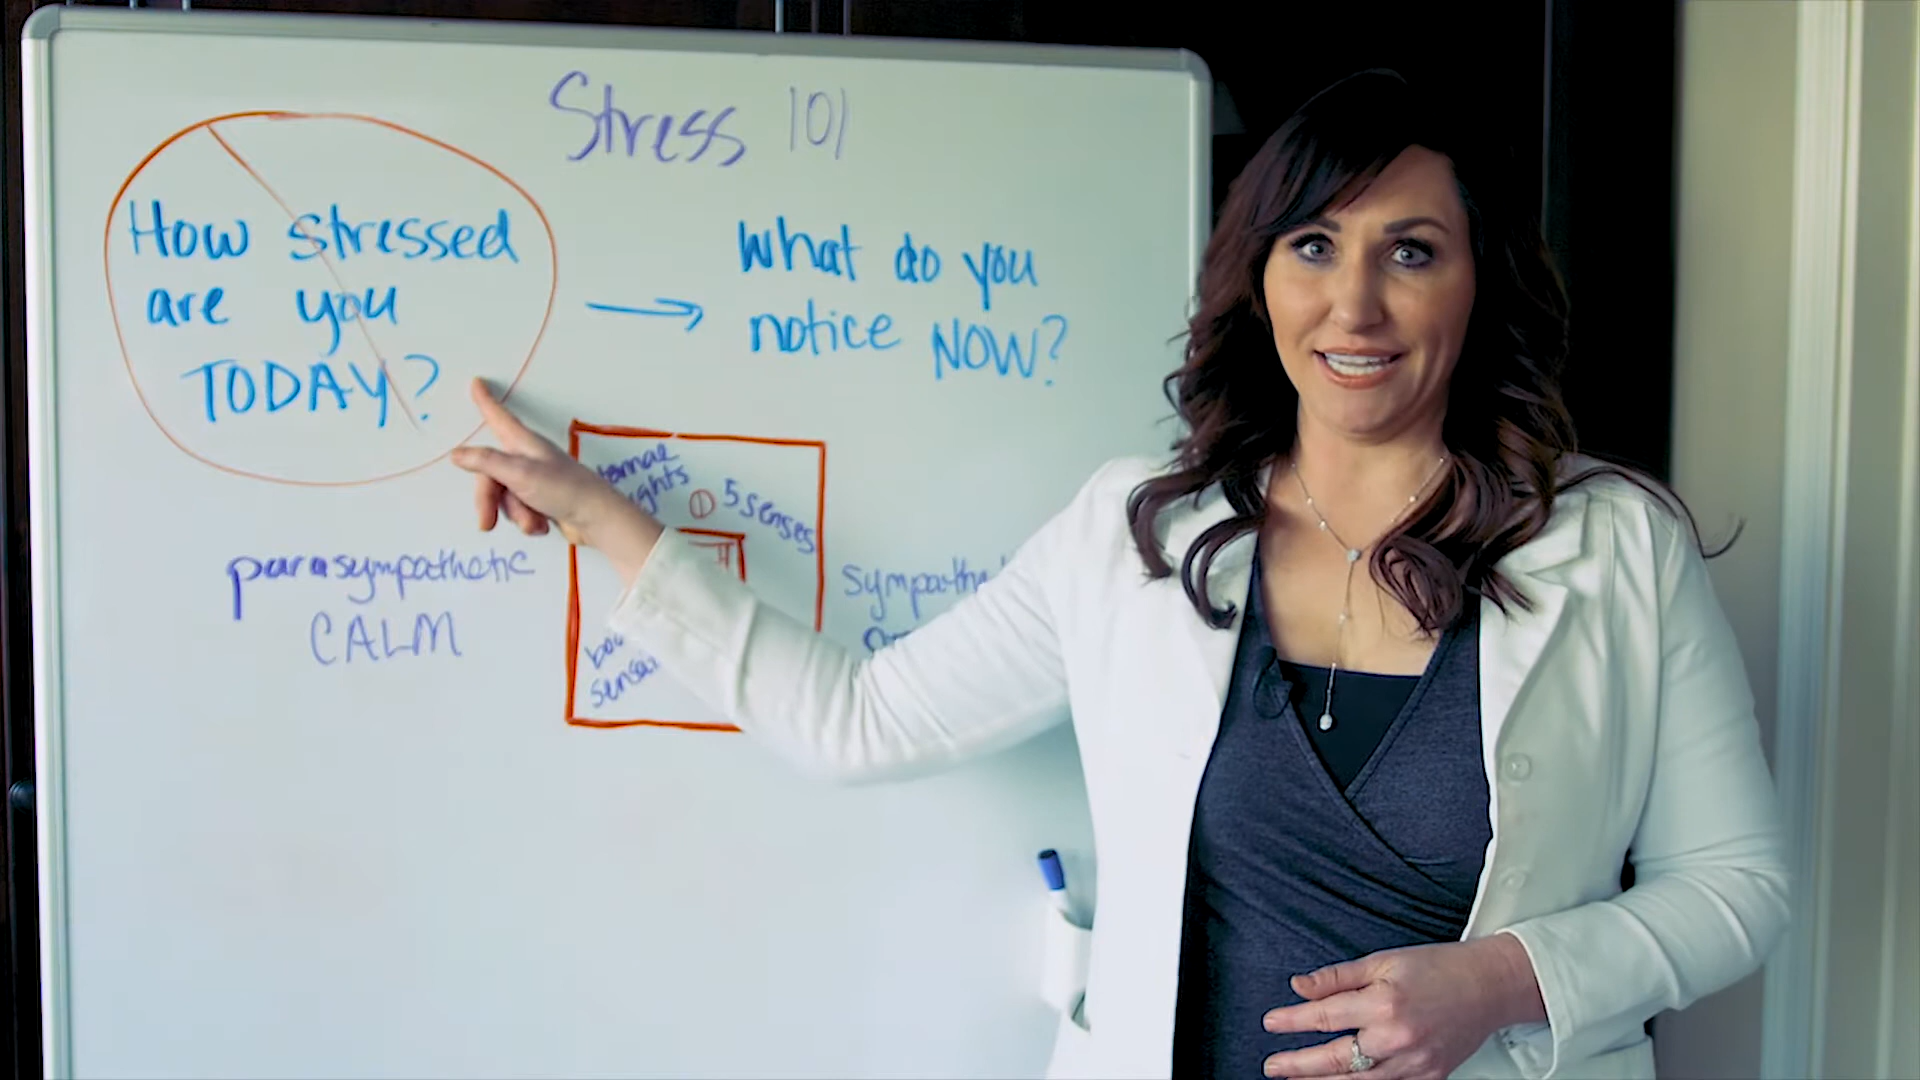 Stress 101
How stressed
are you
TODAY?
What do you
notice NOW?
5 senses
parasympathetic
CALM